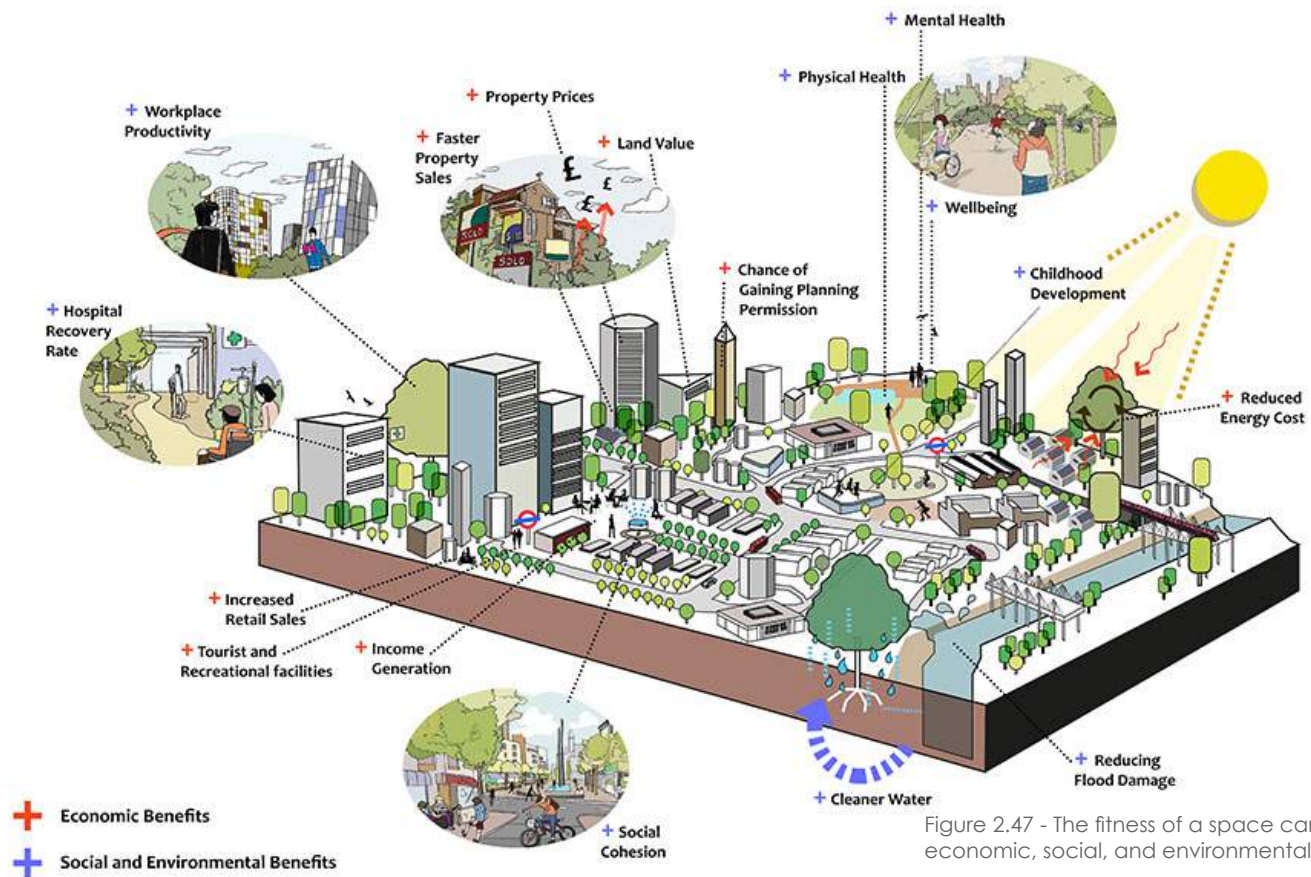 + Mental Health
+ Physical Health
+ Workplace
Productivity
+ Property Prices
+ Faster
Property
Sales
+ Land Value
£
£
£
SOLD
SOLD
+ Wellbeing
+ Chance of
Gaining Planning
Permission
+ Childhood
Development
+ Hospital
Recovery
Rate
+ Reduced
Energy Cost
+ Increased
Retail Sales
+ Tourist and
Recreational facilities
+ Income
Generation
+ Reducing
Flood Damage
+ Cleaner Water
+ Social
Cohesion
+ Economic Benefits
+ Social and Environmental Benefits
Figure 2.47 - The fitness of a space car
economic, social, and environmental